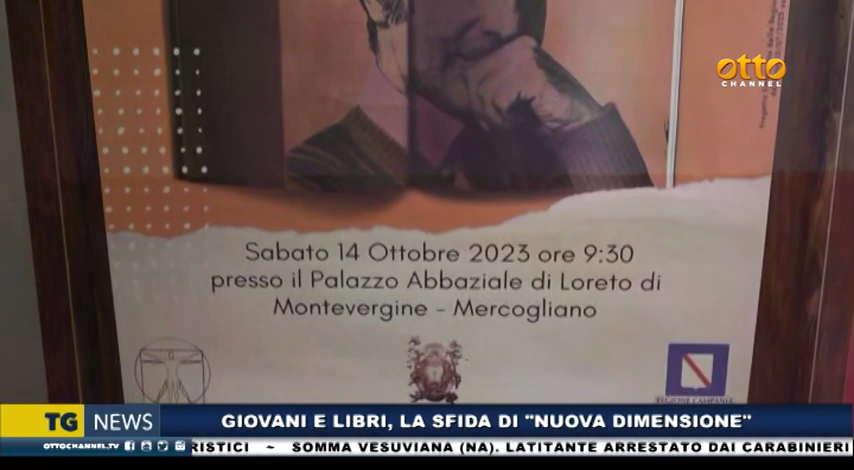 otto
CHANNEL
Sabato 14 Ottobre 2023 ore 9:30
presso il Palazzo Abbaziale di Loreto di
Montevergine - Mercogliano
REGIONE CAMPANIA
TG NEWS
GIOVANI E LIBRI, LA SFIDA DI "NUOVA DIMENSIONE"
OTTOCHANNEL.TV
RISTICI ~ SOMMA VESUVIANA (NA). LATITANTE ARRESTATO DAI CARABINIERI